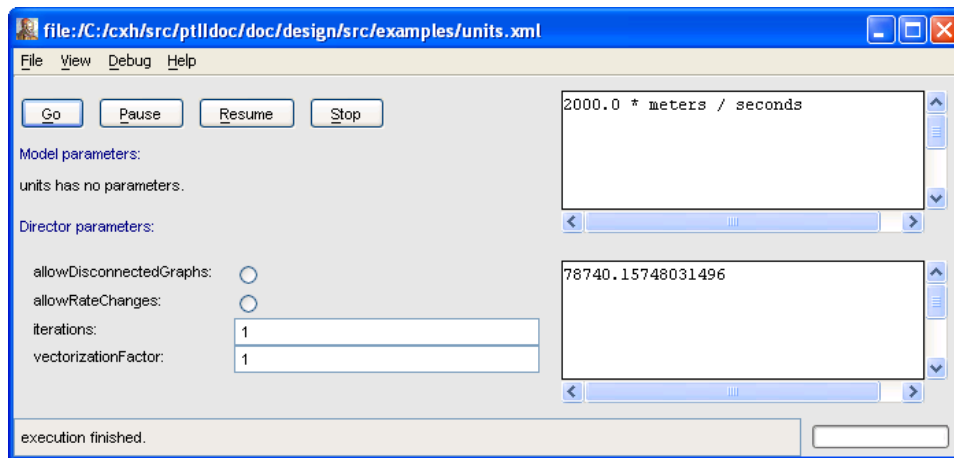 file:/C:/cxh/src/ptIIdoc/doc/design/src/examples/units.xml
File View Debug Help
Go Pause Resume Stop
Model parameters:
units has no parameters.
Director parameters:
allowDisconnectedGraphs:
allowRateChanges:
iterations: 1
vectorizationFactor: 1
2000.0 * meters / seconds
78740.15748031496
execution finished.